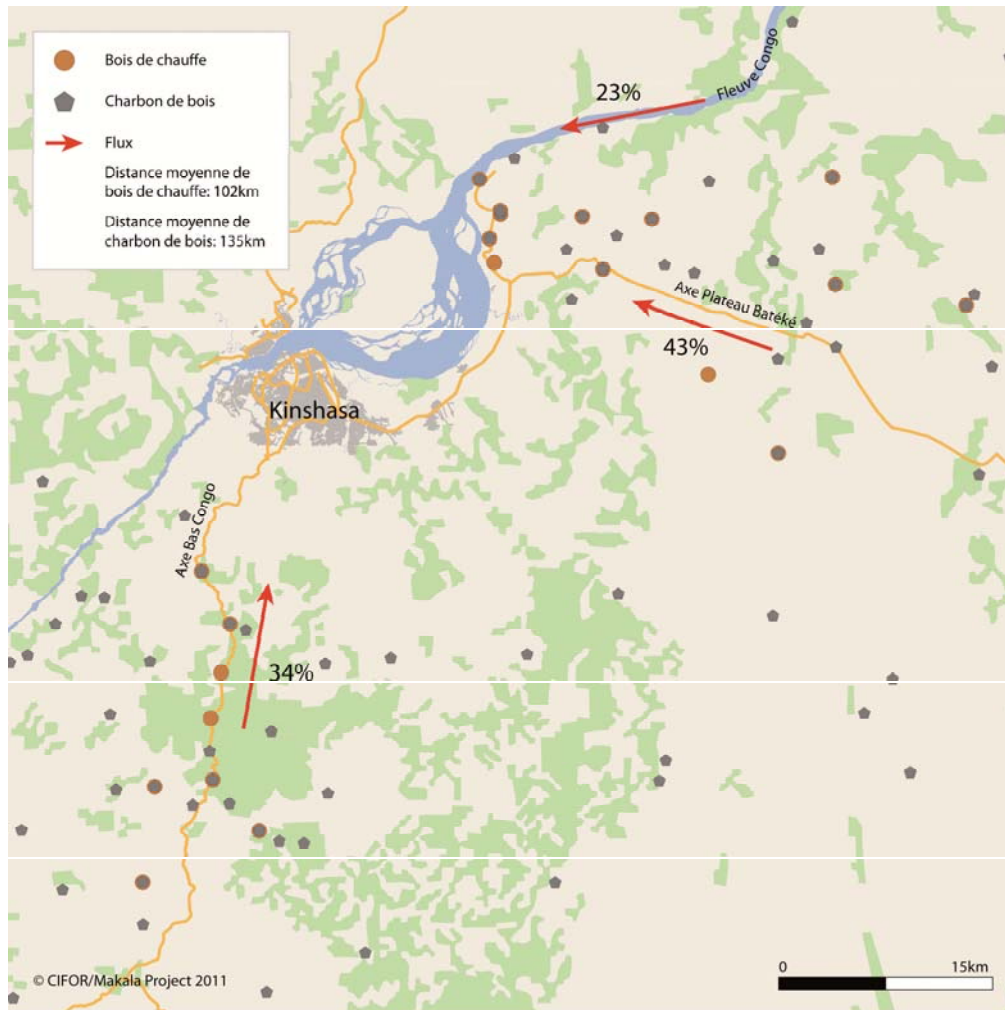 Bois de chauffe
Charbon de bois
Flux
Distance moyenne de
bois de chauffe: 102km
Distance moyenne de
charbon de bois: 135km
23%
Fleuve Congo
Axe Plateau Batéké
43%
Kinshasa
Axe Bas Congo
34%
© CIFOR/Makala Project 2011
0
15km